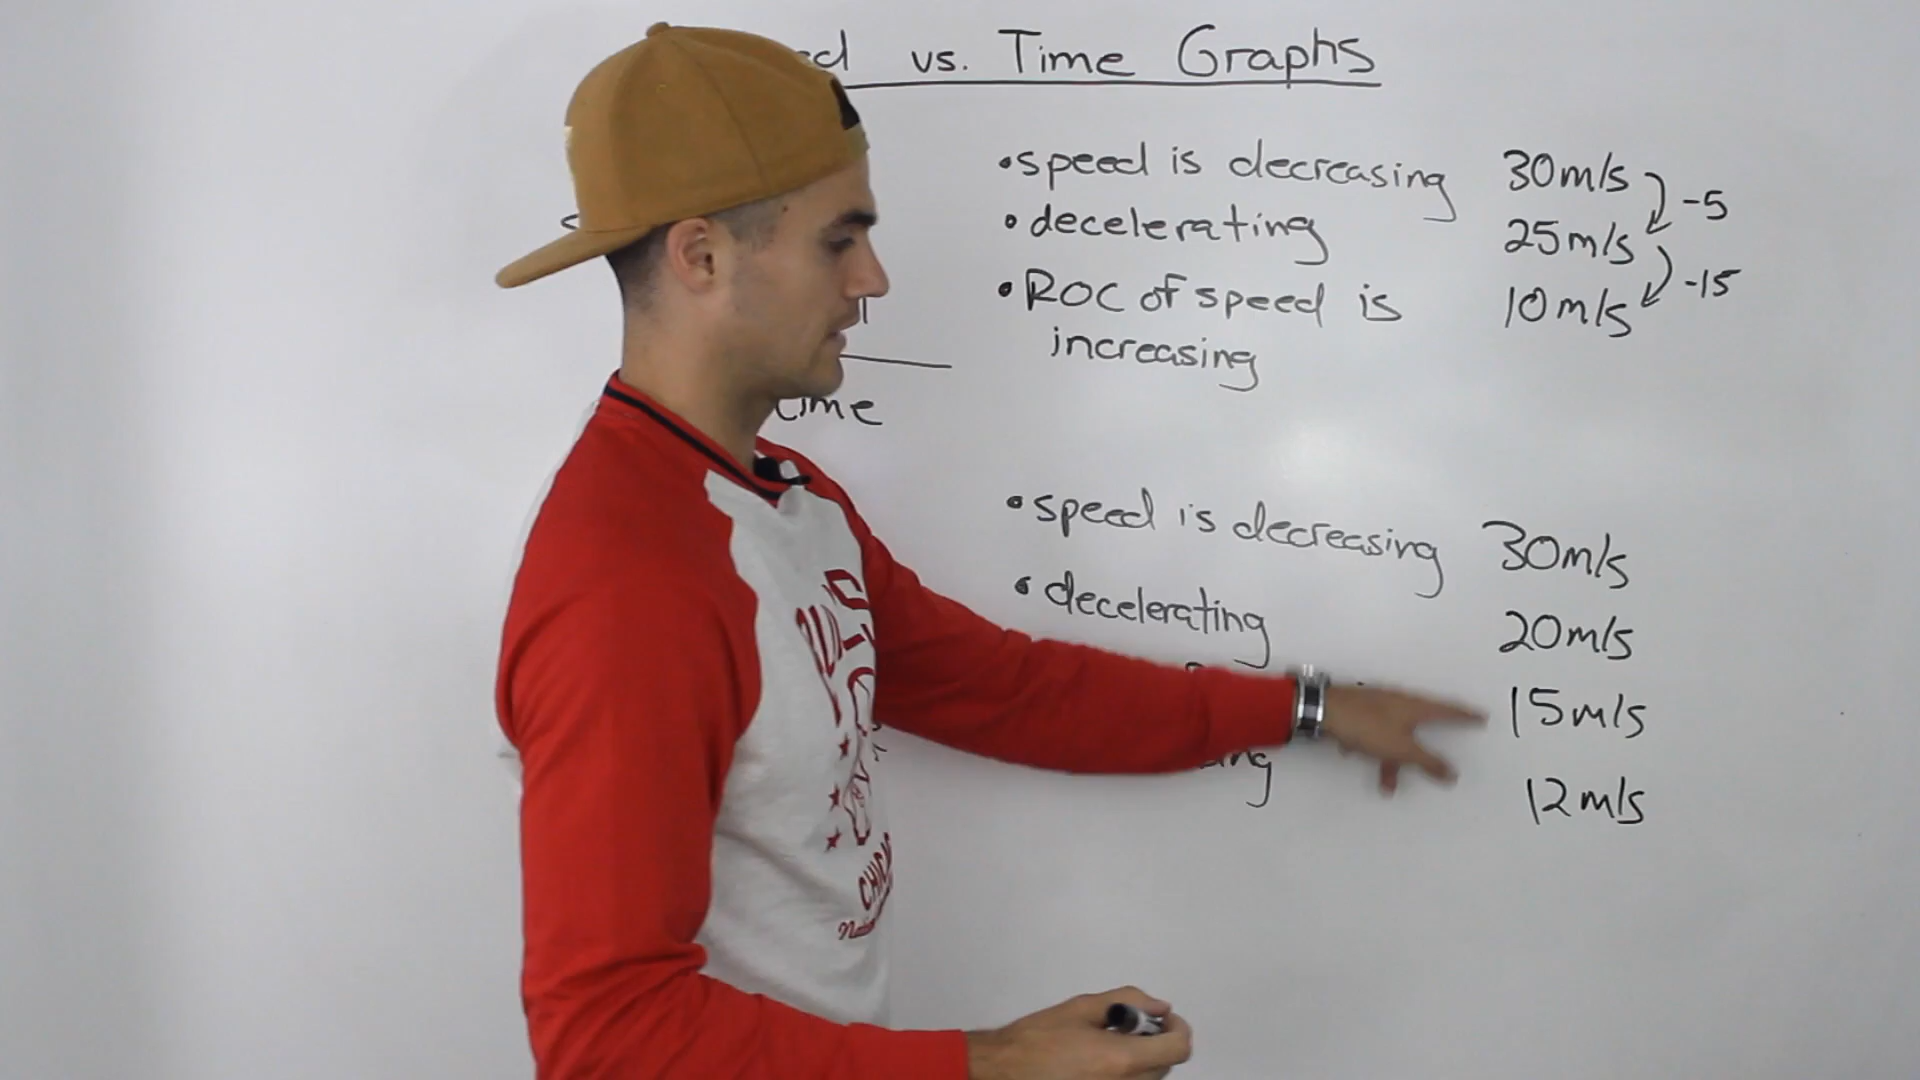 vs. Time Graphs
•speed is decreasing 30m/s -5
•decelerating 25m/s -15
•ROC of speed is 10m/s
increasing
time
•speed is decreasing 30m/s
•decelerating 20m/s
15m/s
12m/s